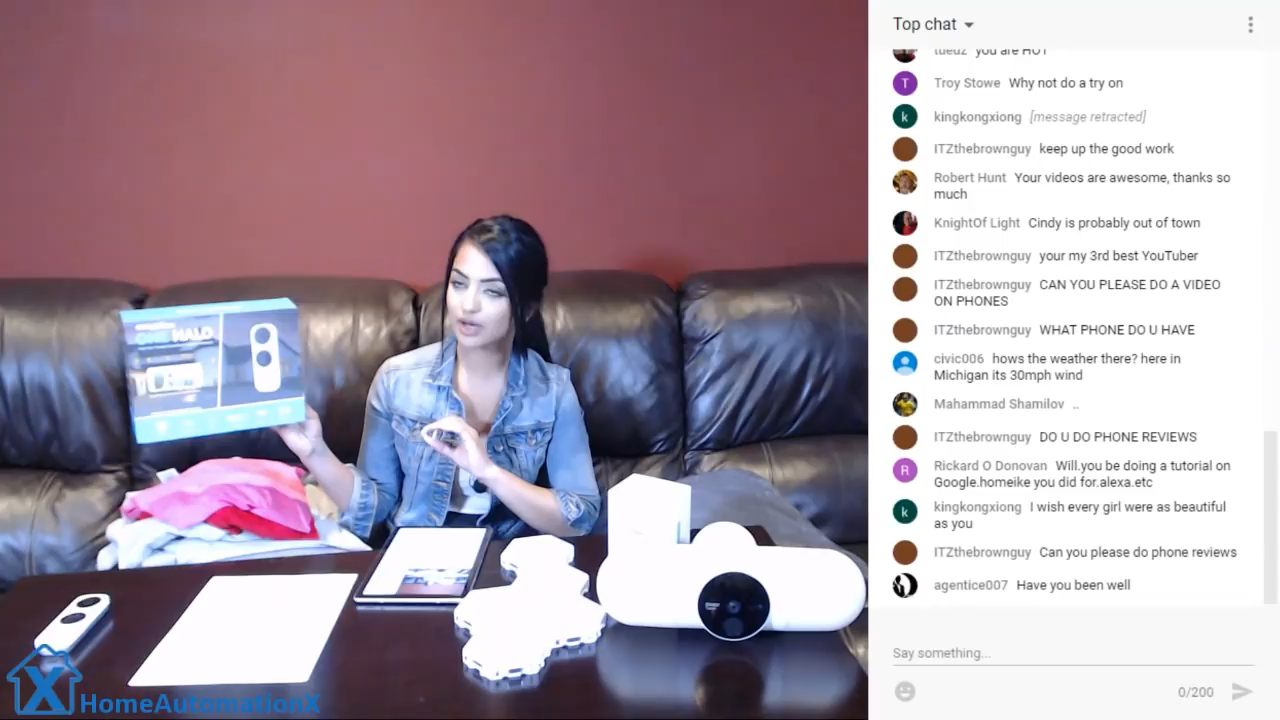 ONE HALO
HomeAutomationX
Top chat
you are HOT
Troy Stowe Why not do a try on
kingkongxiong [message retracted]
ITZthebrownguy keep up the good work
Robert Hunt Your videos are awesome, thanks so
much
KnightOf Light Cindy is probably out of town
ITZthebrownguy your my 3rd best YouTuber
ITZthebrownguy CAN YOU PLEASE DO A VIDEO
ON PHONES
ITZthebrownguy WHAT PHONE DO U HAVE
civic006 hows the weather there? here in
Michigan its 30mph wind
Mahammad Shamilov ..
ITZthebrownguy DO U DO PHONE REVIEWS
Rickard O Donovan Will.you be doing a tutorial on
Google.homeike you did for.alexa.etc
kingkongxiong I wish every girl were as beautiful
as you
ITZthebrownguy Can you please do phone reviews
agentice007 Have you been well
Say something...
0/200